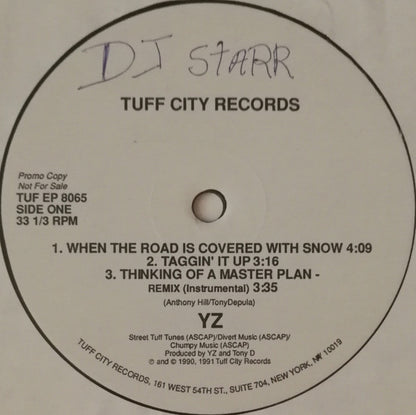 DJ STARR
TUFF CITY RECORDS
Promo Copy
Not For Sale
TUF EP 8065
SIDE ONE
33 1/3 RPM
1. WHEN THE ROAD IS COVERED WITH SNOW 4:09
2. TAGGIN' IT UP 3:16
3. THINKING OF A MASTER PLAN -
REMIX (Instrumental) 3:35
(Anthony Hill/TonyDepula)
YZ
Street Tuff Tunes (ASCAP)/Divert Music (ASCAP)/
Chumpy Music (ASCAP)
Produced by YZ and Tony D
℗ and © 1990, 1991 Tuff City Records
TUFF CITY RECORDS, 161 WEST 54TH ST., SUITE 704, NEW YORK, NY 10019